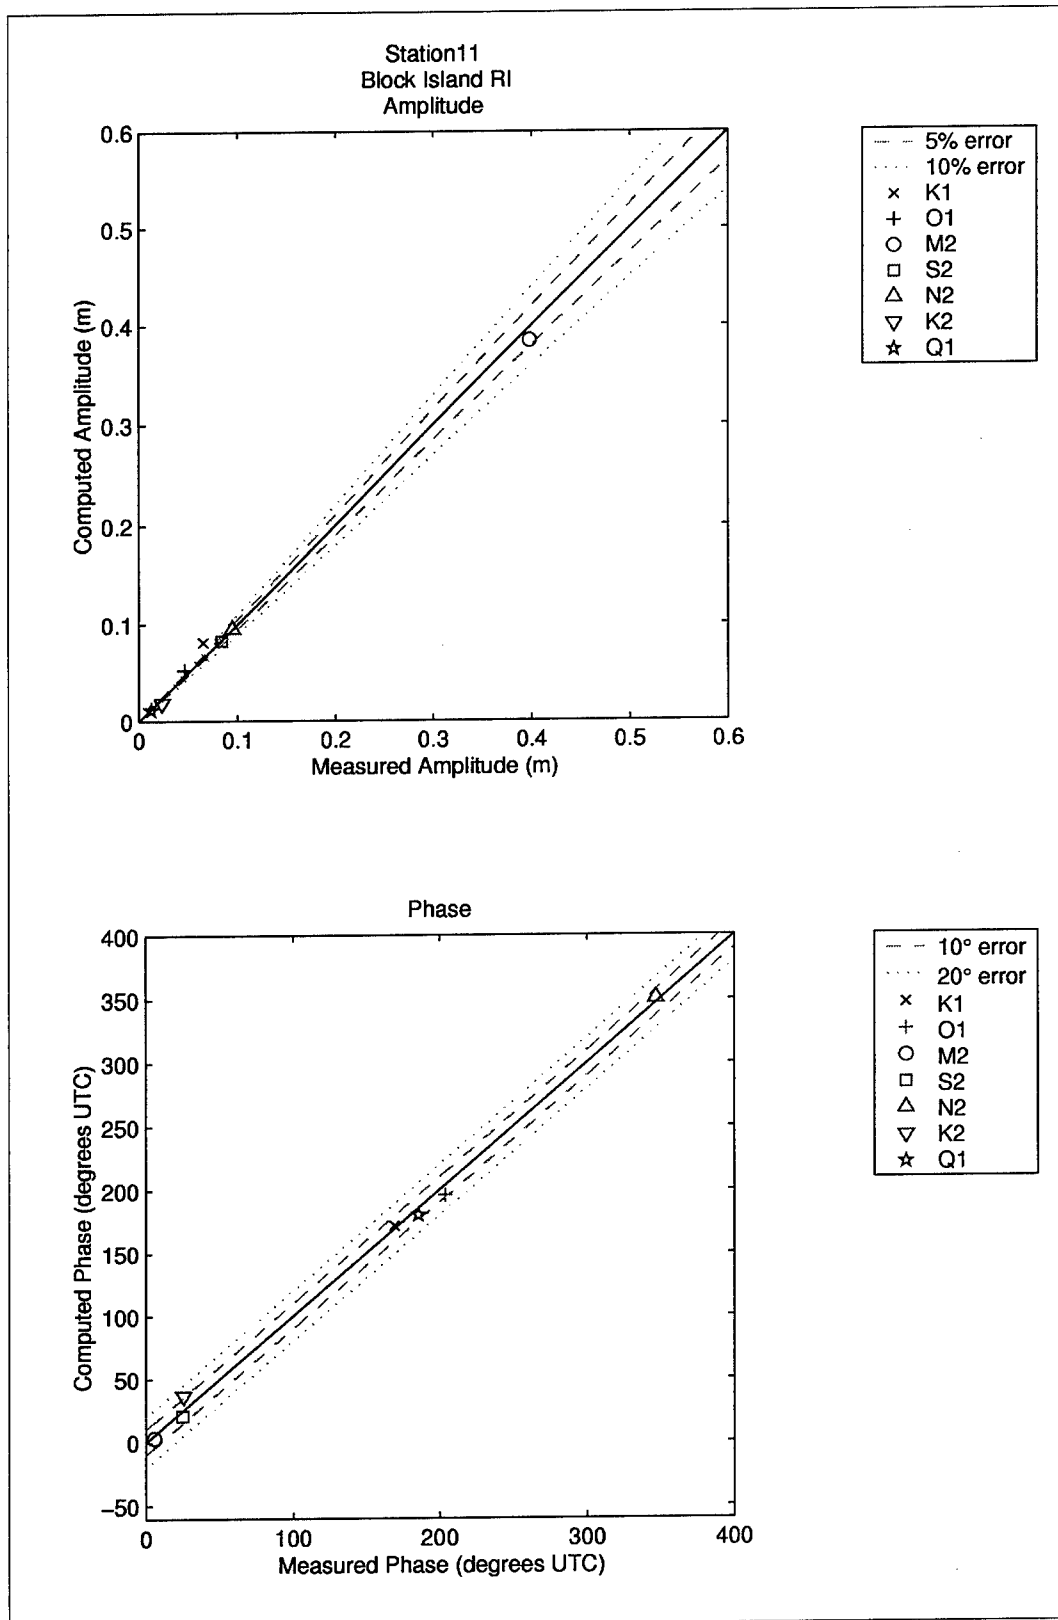 Station11
Block Island RI
Amplitude
0.6
0.5
0.4
0.3
0.2
0.1
0
0 0.1 0.2 0.3 0.4 0.5 0.6
Computed Amplitude (m)
Measured Amplitude (m)
5% error
10% error
K1
O1
M2
S2
N2
K2
Q1
Phase
400
350
300
250
200
150
100
50
0
−50
0 100 200 300 400
Computed Phase (degrees UTC)
Measured Phase (degrees UTC)
10° error
20° error
K1
O1
M2
S2
N2
K2
Q1